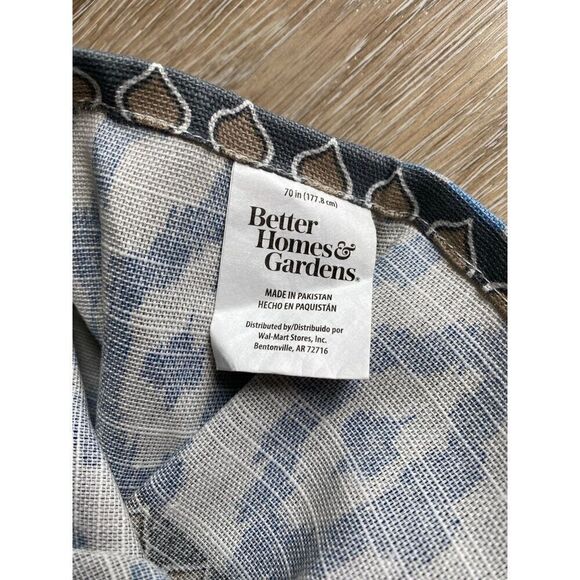 70 in (177.8 cm)
Better
Homes&
Gardens®
MADE IN PAKISTAN
HECHO EN PAQUISTÁN
Distributed by/Distribuido por
Wal-Mart Stores, Inc.
Bentonville, AR 72716